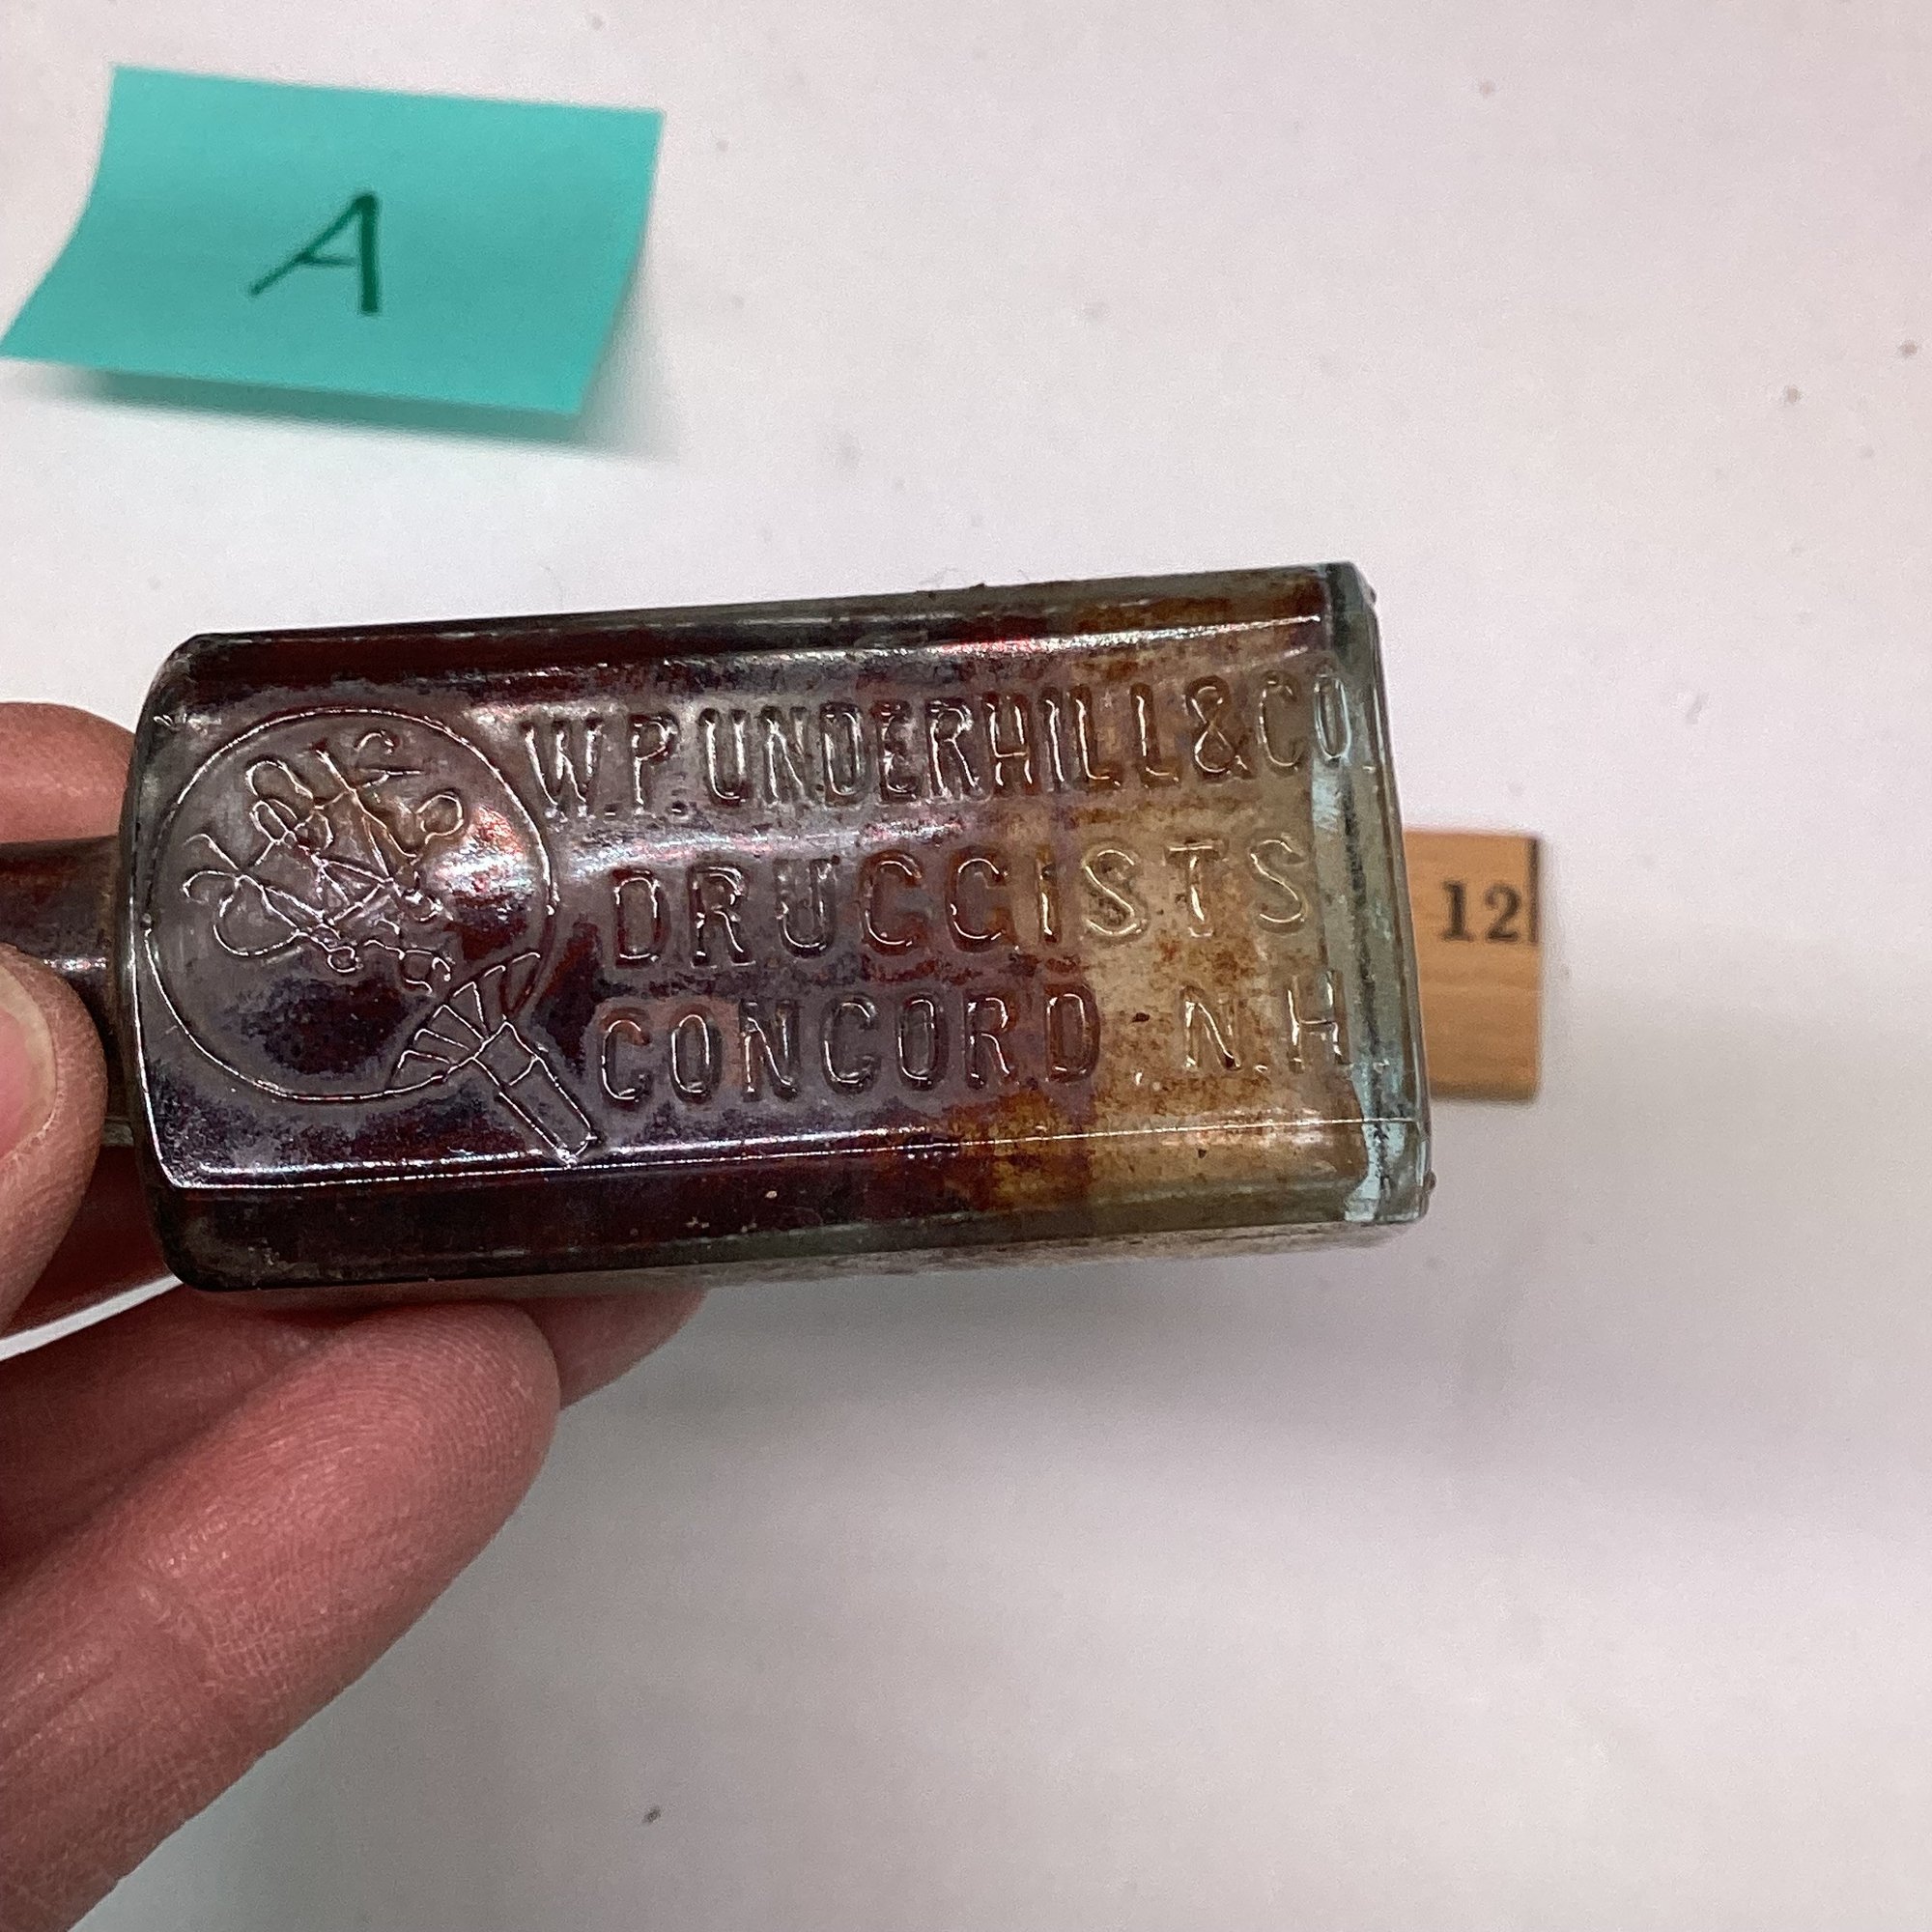 A
W.P. UNDERHILL & CO.
DRUGGISTS
CONCORD. N.H.
12